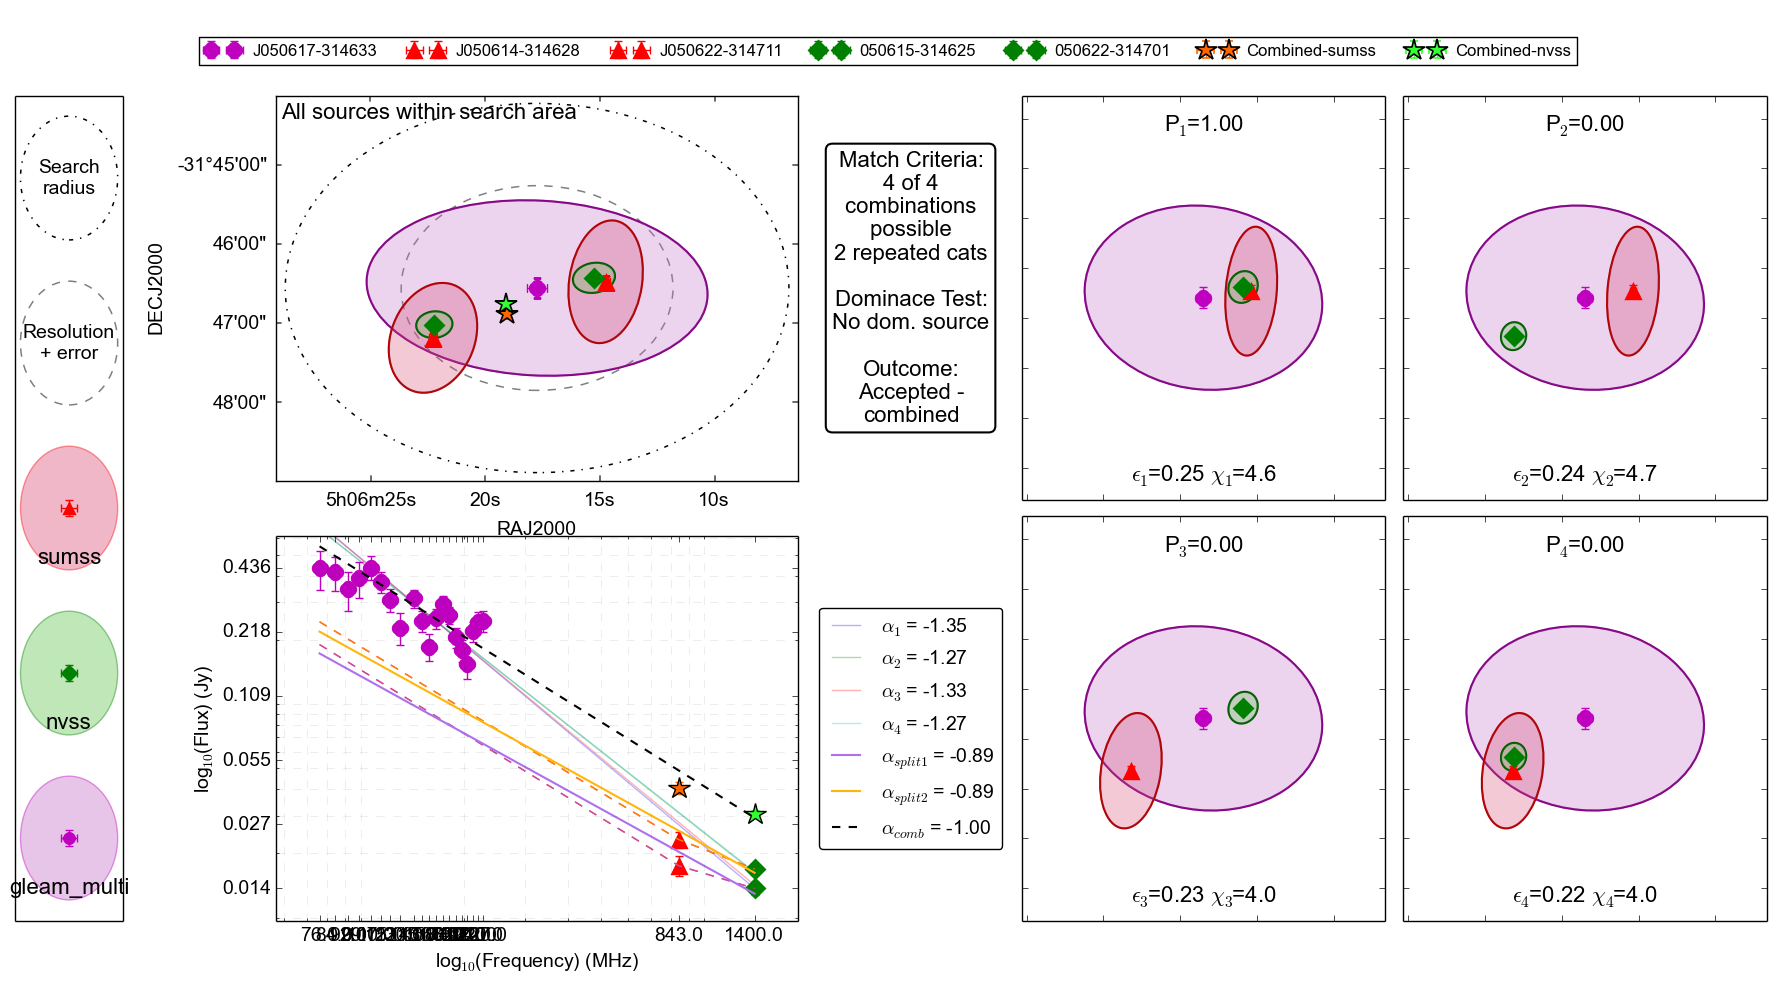 J050617-314633 J050614-314628 J050622-314711 050615-314625 050622-314701 Combined-sumss Combined-nvss
Search
radius
Resolution
+ error
sumss
nvss
gleam_multi
All sources within search area
DECJ2000
-31°45'00"
46'00"
47'00"
48'00"
5h06m25s 20s 15s 10s
RAJ2000
Match Criteria:
4 of 4
combinations
possible
2 repeated cats
Dominace Test:
No dom. source
Outcome:
Accepted -
combined
P1=1.00
ϵ1=0.25 χ1=4.6
P2=0.00
ϵ2=0.24 χ2=4.7
P3=0.00
ϵ3=0.23 χ3=4.0
P4=0.00
ϵ4=0.22 χ4=4.0
log10(Flux) (Jy)
0.436
0.218
0.109
0.055
0.027
0.014
843.0 1400.0
log10(Frequency) (MHz)
α1 = -1.35
α2 = -1.27
α3 = -1.33
α4 = -1.27
αsplit1 = -0.89
αsplit2 = -0.89
αcomb = -1.00